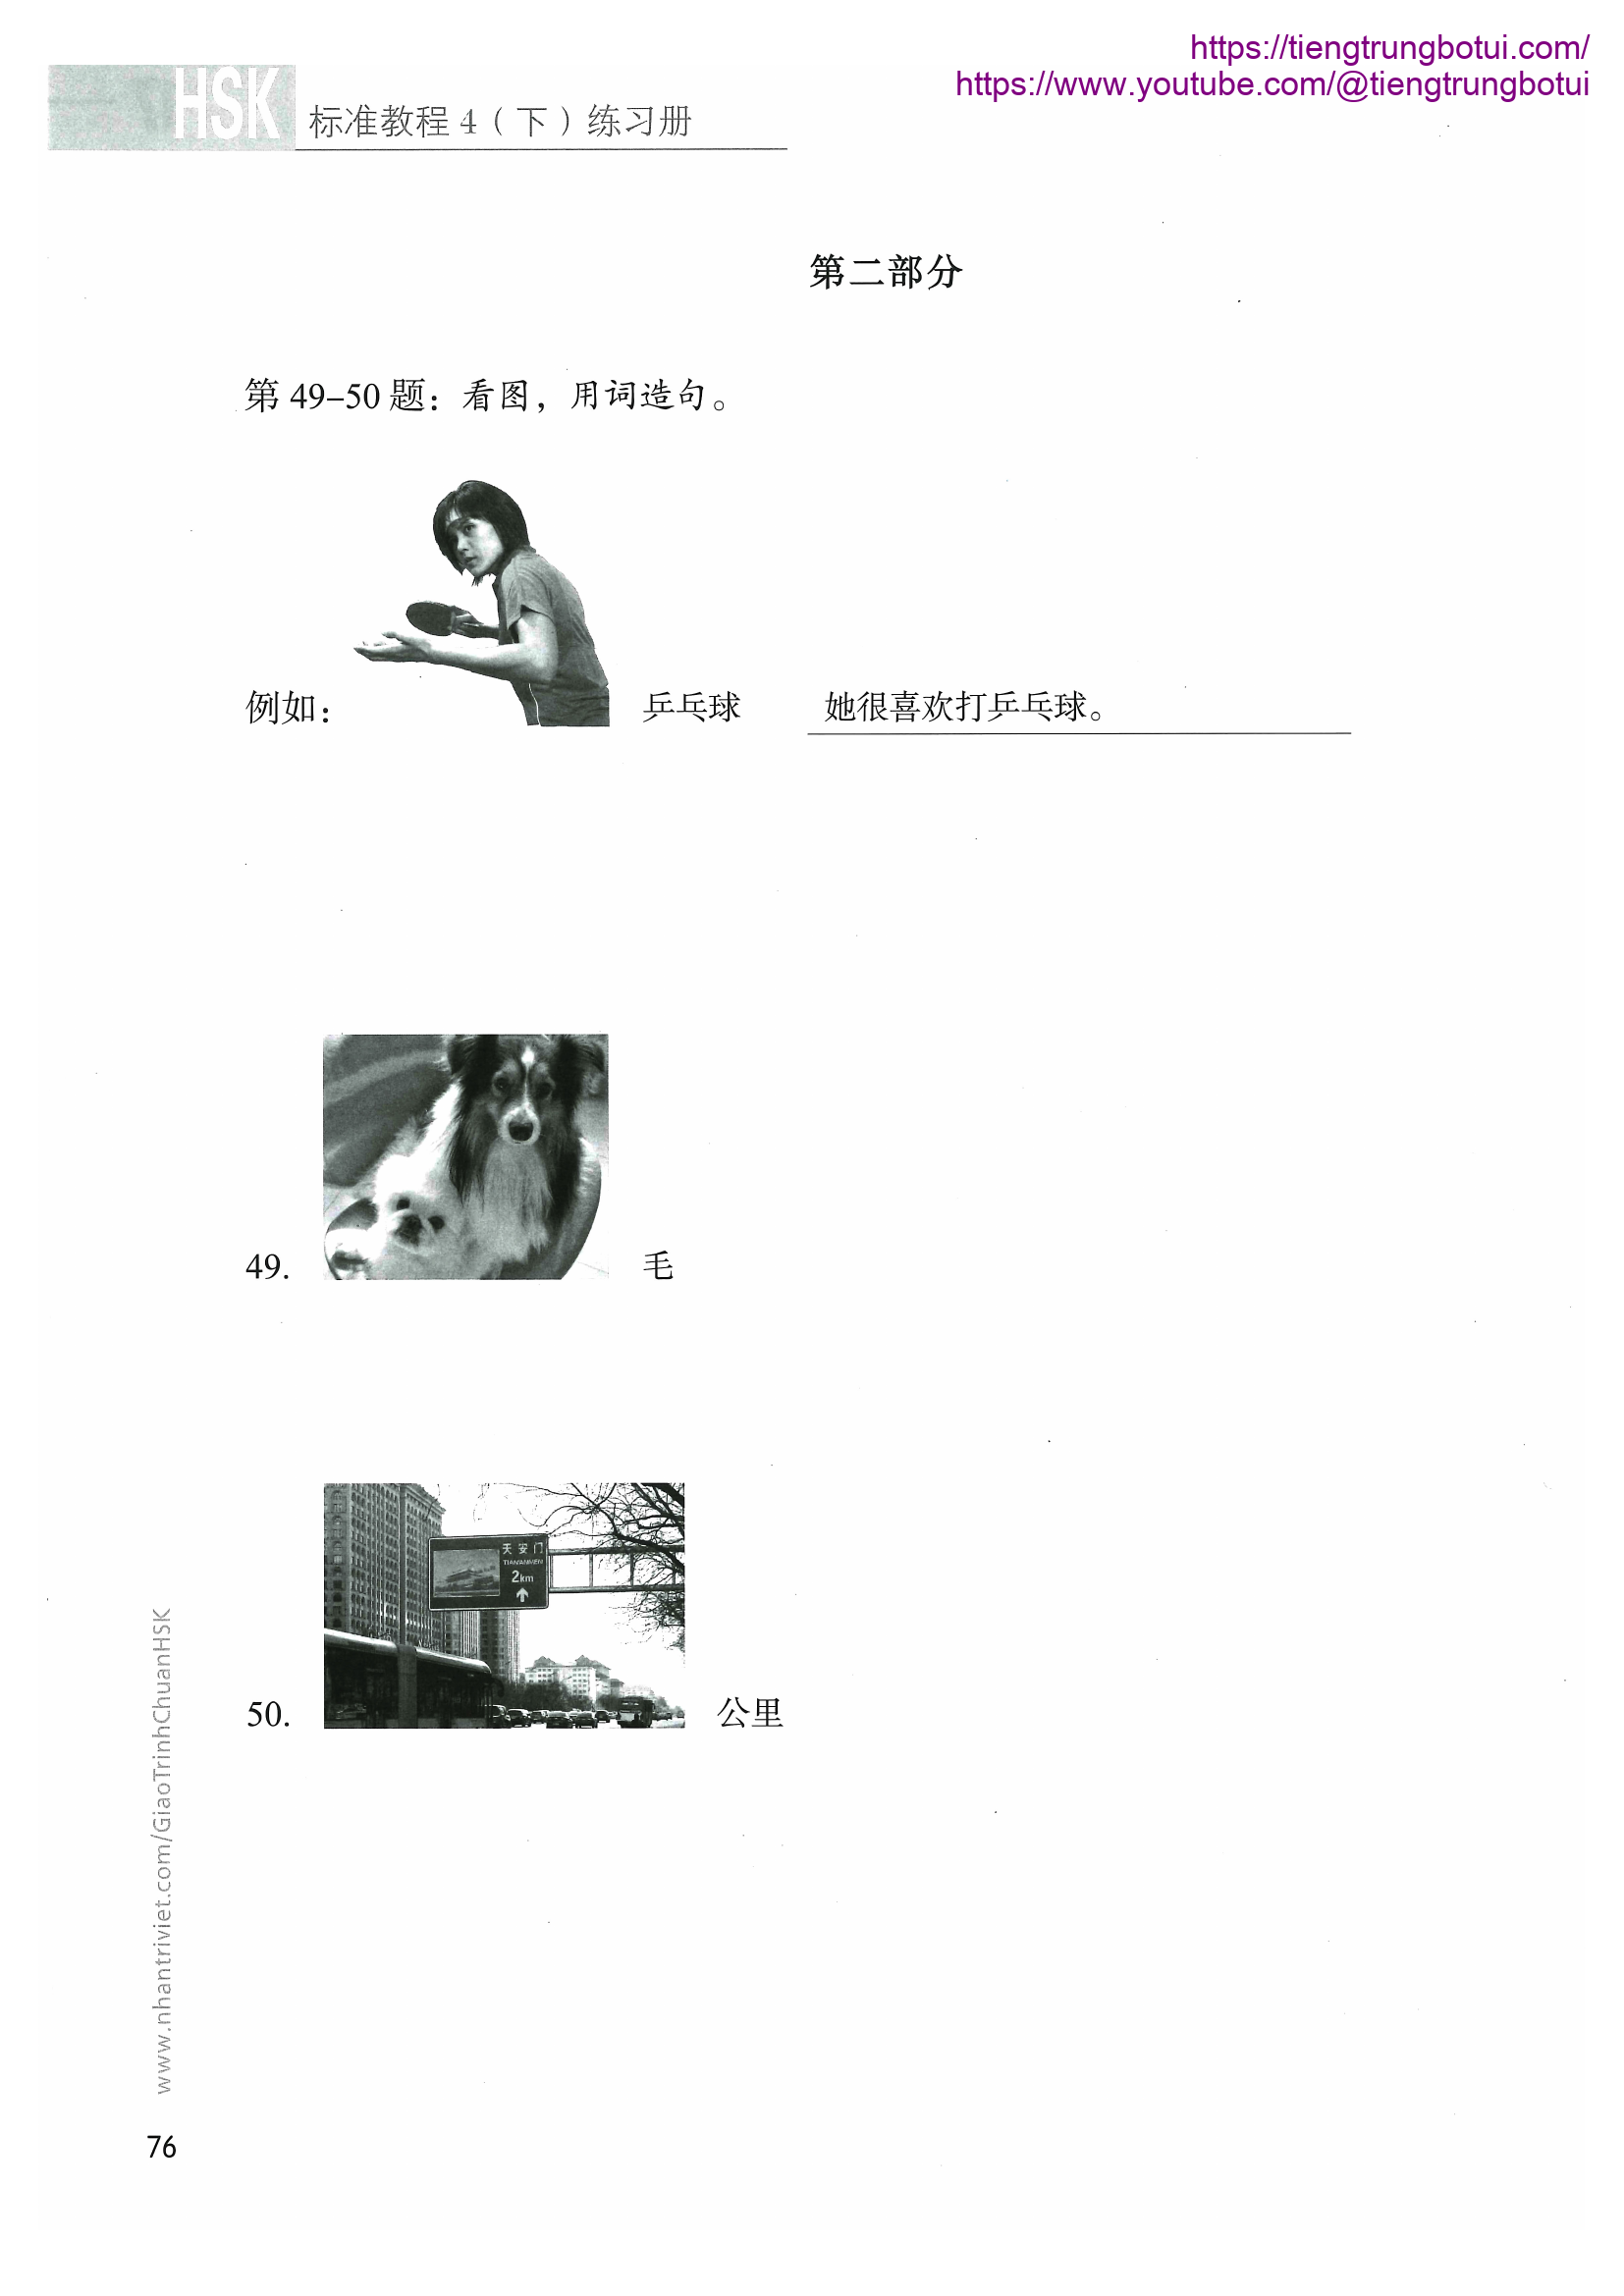 https://tiengtrungbotui.com/
https://www.youtube.com/@tiengtrungbotui
HSK 标准教程 4（下）练习册
第二部分
第 49–50 题：看图，用词造句。
例如： 乒乓球 她很喜欢打乒乓球。
49. 毛
天安门
TIAN'ANMEN
2km
50. 公里
www.nhantriviet.com/GiaoTrinhChuanHSK
76